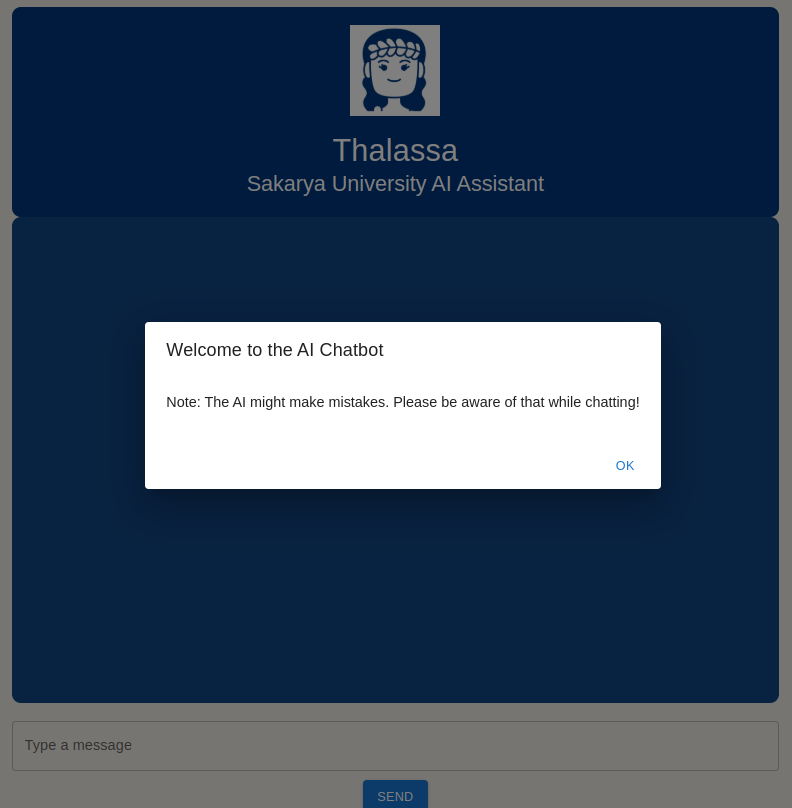 Thalassa
Sakarya University AI Assistant
Welcome to the AI Chatbot
Note: The AI might make mistakes. Please be aware of that while chatting!
OK
Type a message
SEND